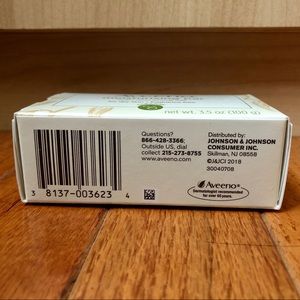 net wt. 3.5 oz (100 g)
Questions?
866-428-3366;
Outside US, dial
collect 215-273-8755
www.aveeno.com
Distributed by:
JOHNSON & JOHNSON
CONSUMER INC.
Skillman, NJ 08558
©J&JCI 2018
30040708
Aveeno®
Dermatologist recommended
for over 65 years.
3 8137-003623 4